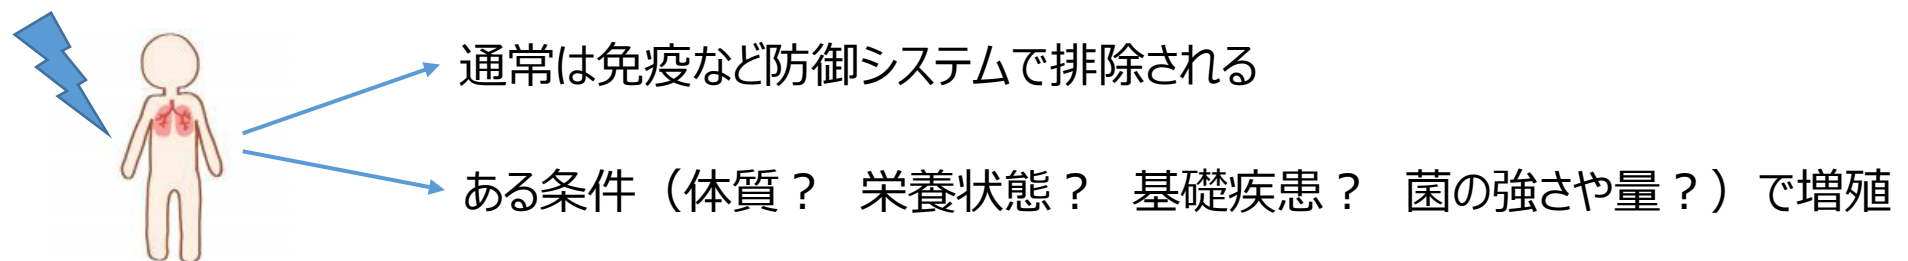 通常は免疫など防御システムで排除される
ある条件（体質？　栄養状態？　基礎疾患？　菌の強さや量？）で増殖